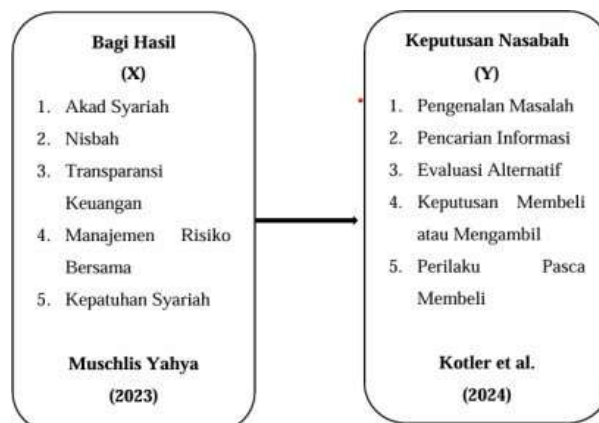 Bagi Hasil
(X)
1. Akad Syariah
2. Nisbah
3. Transparansi
Keuangan
4. Manajemen Risiko
Bersama
5. Kepatuhan Syariah
Muschlis Yahya
(2023)
Keputusan Nasabah
(Y)
1. Pengenalan Masalah
2. Pencarian Informasi
3. Evaluasi Alternatif
4. Keputusan Membeli
atau Mengambil
5. Perilaku Pasca
Membeli
Kotler et al.
(2024)